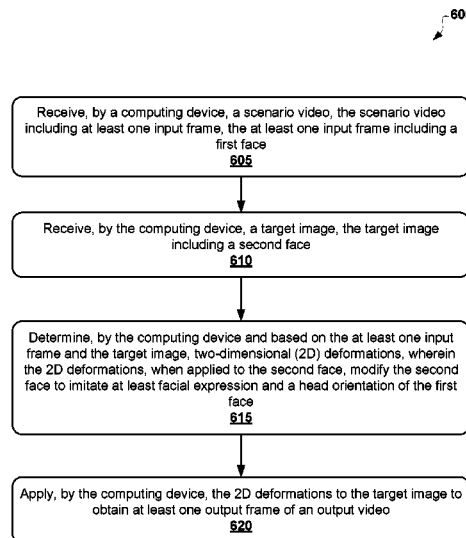 Receive, by a computing device, a scenario video, the scenario video
including at least one input frame, the at least one input frame including a
first face
605
Receive, by the computing device, a target image, the target image
including a second face
610
Determine, by the computing device and based on the at least one input
frame and the target image, two-dimensional (2D) deformations, wherein
the 2D deformations, when applied to the second face, modify the
second face to imitate at least facial expression and a head orientation of the first
face
615
Apply, by the computing device, the 2D deformations to the target image to
obtain at least one output frame of an output video
620